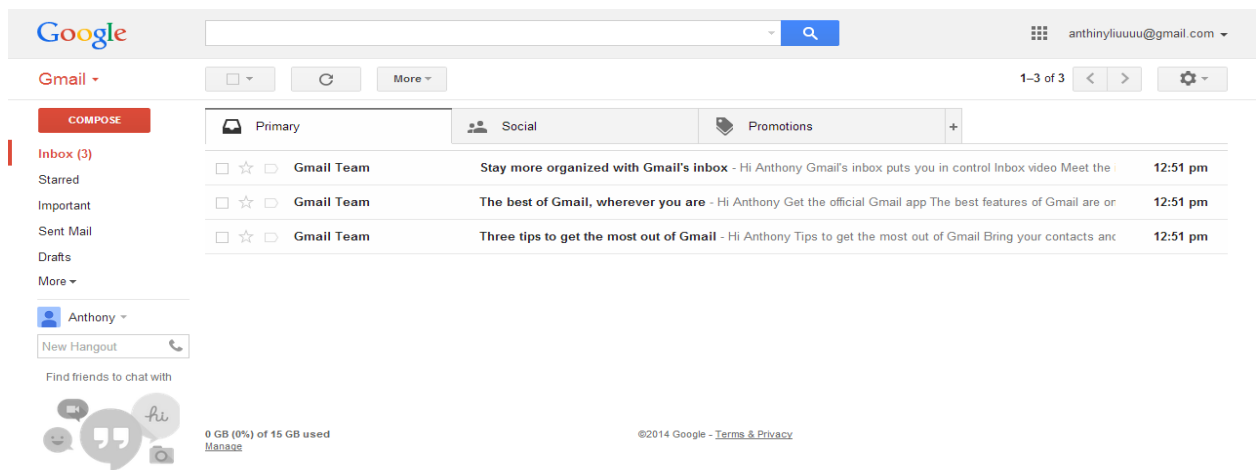 Google
anthinyliuuuu@gmail.com
Gmail
More
1–3 of 3
COMPOSE
Primary
Social
Promotions
+
Inbox (3)
Starred
Important
Sent Mail
Drafts
More
Gmail Team Stay more organized with Gmail's inbox - Hi Anthony Gmail's inbox puts you in control Inbox video Meet the 12:51 pm
Gmail Team The best of Gmail, wherever you are - Hi Anthony Get the official Gmail app The best features of Gmail are or 12:51 pm
Gmail Team Three tips to get the most out of Gmail - Hi Anthony Tips to get the most out of Gmail Bring your contacts and 12:51 pm
Anthony
New Hangout
Find friends to chat with
hi
0 GB (0%) of 15 GB used
Manage
©2014 Google - Terms & Privacy